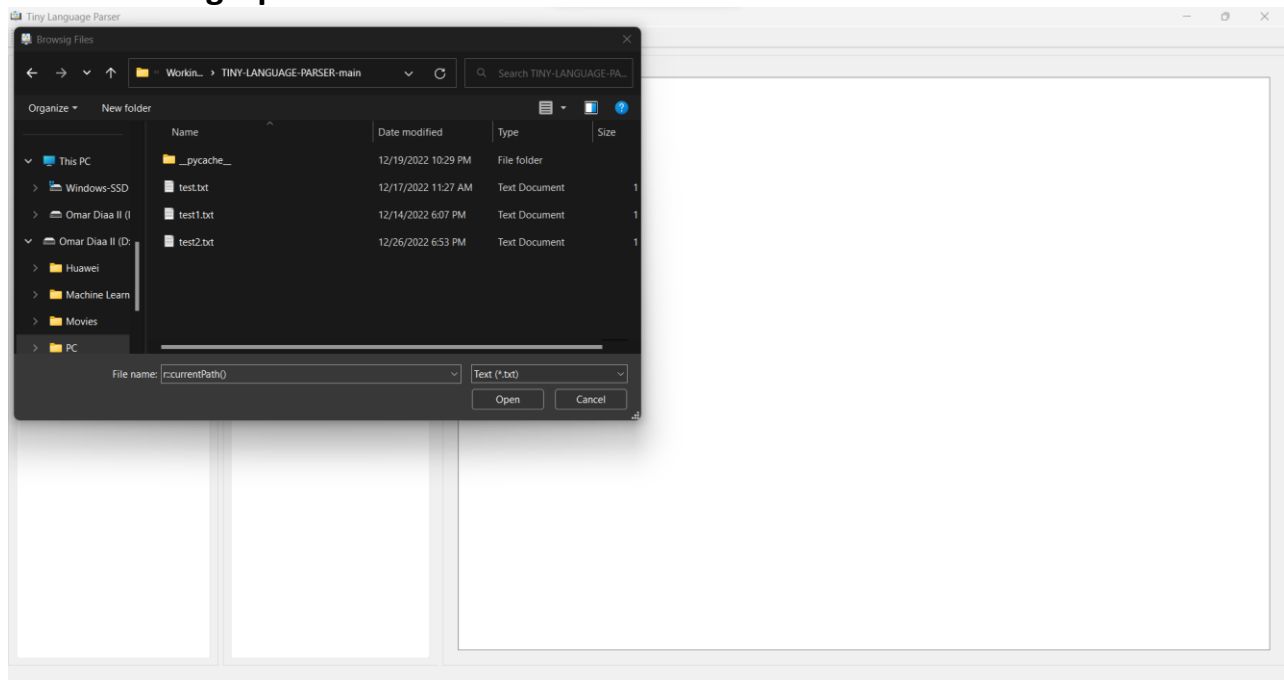 Tiny Language Parser
Browsig Files
Workin... › TINY-LANGUAGE-PARSER-main
Search TINY-LANGUAGE-PA...
Organize New folder
Name Date modified Type Size
This PC
__pycache__ 12/19/2022 10:29 PM File folder
Windows-SSD
test.txt 12/17/2022 11:27 AM Text Document 1
Omar Diaa II (
test1.txt 12/14/2022 6:07 PM Text Document 1
Omar Diaa II (D:
test2.txt 12/26/2022 6:53 PM Text Document 1
Huawei
Machine Learn
Movies
PC
File name: r::currentPath() Text (*.txt)
Open Cancel